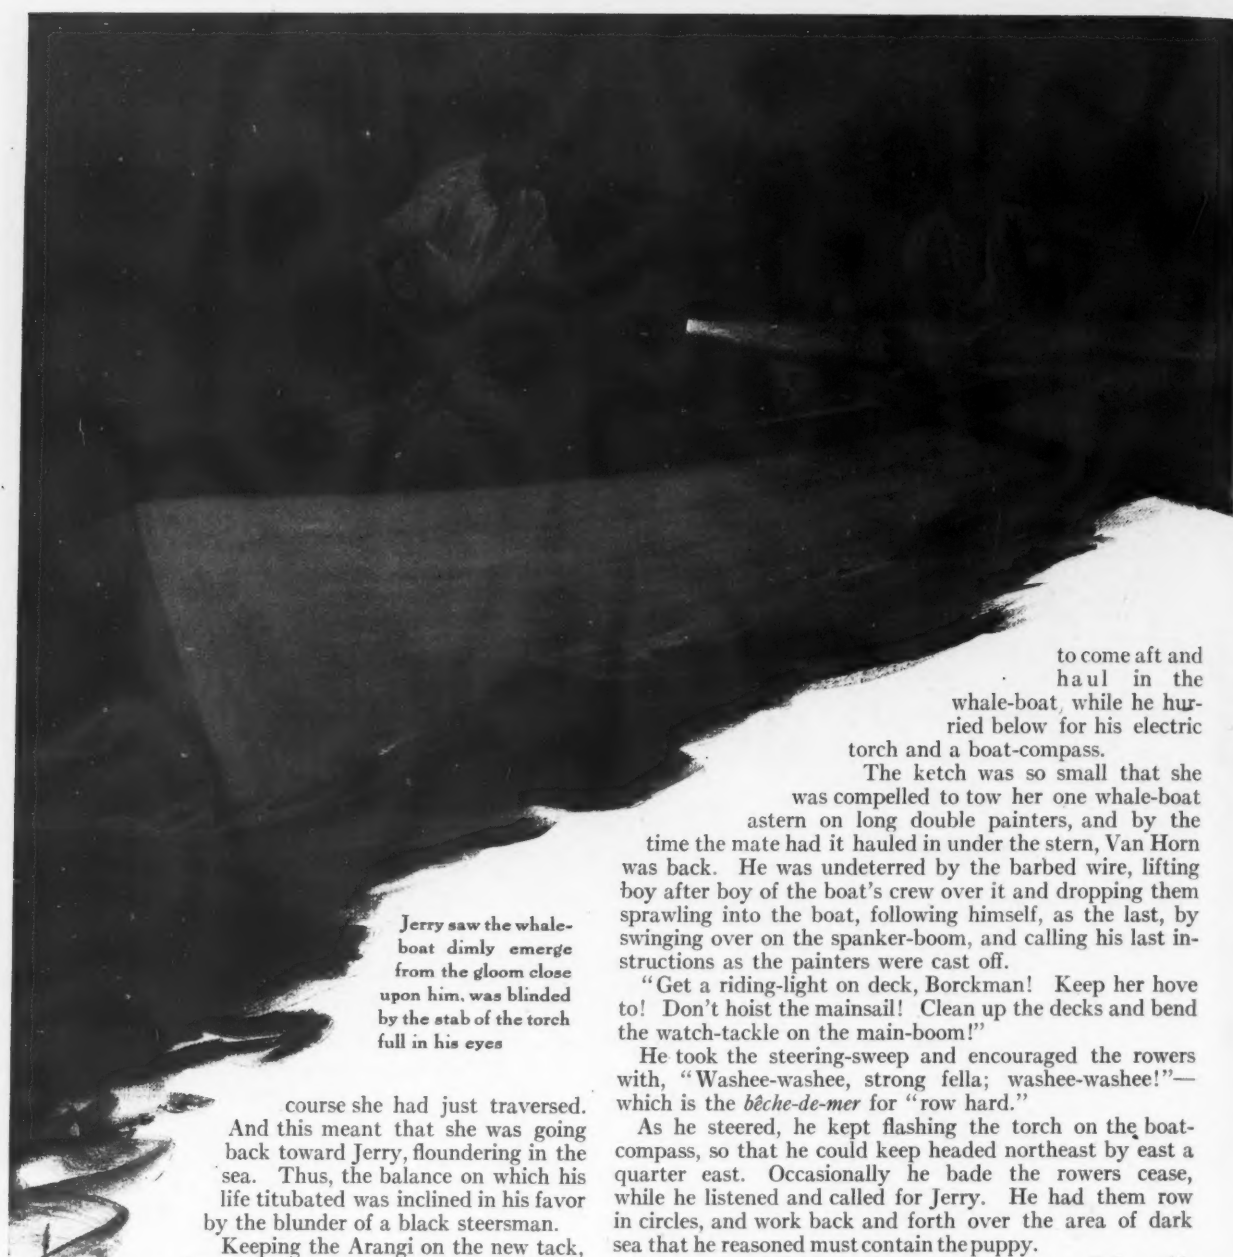 Jerry saw the whale-
boat dimly emerge
from the gloom close
upon him, was blinded
by the stab of the torch
full in his eyes
course she had just traversed.
And this meant that she was going
back toward Jerry, floundering in the
sea. Thus, the balance on which his
life titubated was inclined in his favor
by the blunder of a black steersman.
Keeping the Arangi on the new tack,
to come aft and
haul in the
whale-boat, while he hur-
ried below for his electric
torch and a boat-compass.
The ketch was so small that she
was compelled to tow her one whale-boat
astern on long double painters, and by the
time the mate had it hauled in under the stern, Van Horn
was back. He was undeterred by the barbed wire, lifting
boy after boy of the boat's crew over it and dropping them
sprawling into the boat, following himself, as the last, by
swinging over on the spanker-boom, and calling his last in-
structions as the painters were cast off.
"Get a riding-light on deck, Borckman! Keep her hove
to! Don't hoist the mainsail! Clean up the decks and bend
the watch-tackle on the main-boom!"
He took the steering-sweep and encouraged the rowers
with, "Washee-washee, strong fella; washee-washee!"—
which is the bêche-de-mer for "row hard."
As he steered, he kept flashing the torch on the boat-
compass, so that he could keep headed northeast by east a
quarter east. Occasionally he bade the rowers cease,
while he listened and called for Jerry. He had them row
in circles, and work back and forth over the area of dark
sea that he reasoned must contain the puppy.